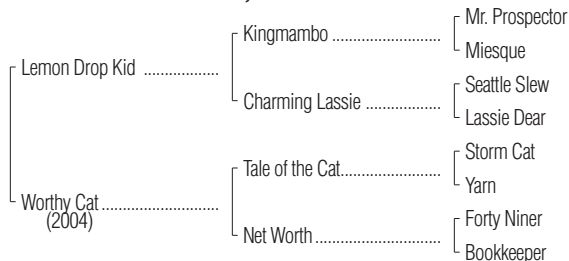 Mr. Prospector
Kingmambo ..................
Miesque
Lemon Drop Kid .................
Seattle Slew
Charming Lassie .................
Lassie Dear
Storm Cat
Tale of the Cat......................
Yarn
Worthy Cat ..........................
(2004)
Forty Niner
Net Worth ............................
Bookkeeper